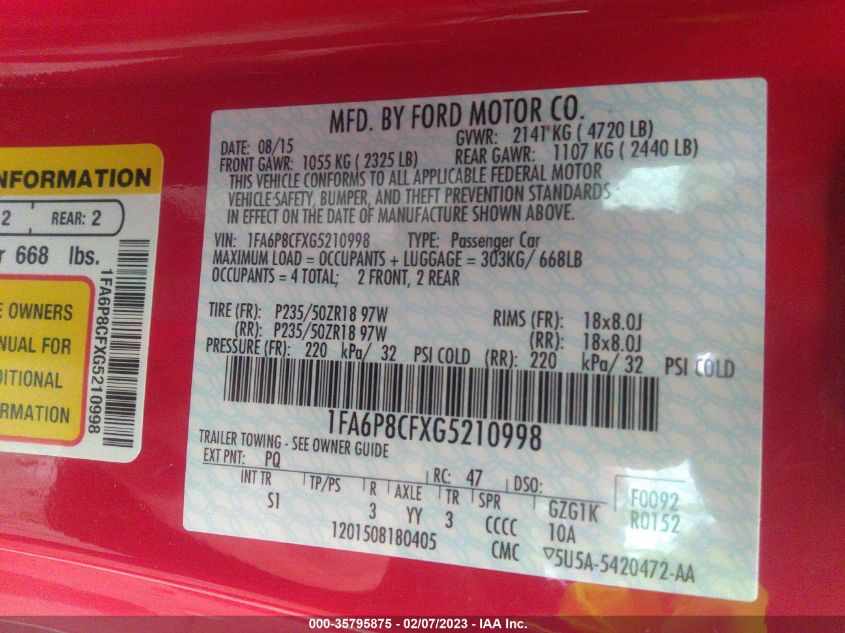 NFORMATION
2 REAR: 2
r 668 lbs.
1FA6P8CFXG5210998
E OWNERS
NUAL FOR
DITIONAL
RMATION
MFD. BY FORD MOTOR CO.
DATE: 08/15 GVWR: 2141 KG ( 4720 LB)
FRONT GAWR: 1055 KG ( 2325 LB) REAR GAWR: 1107 KG ( 2440 LB)
THIS VEHICLE CONFORMS TO ALL APPLICABLE FEDERAL MOTOR
VEHICLE SAFETY, BUMPER, AND THEFT PREVENTION STANDARDS
IN EFFECT ON THE DATE OF MANUFACTURE SHOWN ABOVE.
VIN: 1FA6P8CFXG5210998 TYPE: Passenger Car
MAXIMUM LOAD = OCCUPANTS + LUGGAGE = 303KG/ 668LB
OCCUPANTS = 4 TOTAL; 2 FRONT, 2 REAR
TIRE (FR): P235/50ZR18 97W RIMS (FR): 18x8.0J
(RR): P235/50ZR18 97W (RR): 18x8.0J
PRESSURE (FR): 220 kPa/ 32 PSI COLD (RR): 220 kPa/ 32 PSI COLD
1FA6P8CFXG5210998
TRAILER TOWING - SEE OWNER GUIDE
EXT PNT: PQ RC: 47 DSO:
INT TR TP/PS R AXLE TR SPR GZG1K F0092
S1 3 YY 3 CCCC 10A R0152
1201508180405 CMC ▽5U5A-5420472-AA
000-35795875 - 02/07/2023 - IAA Inc.